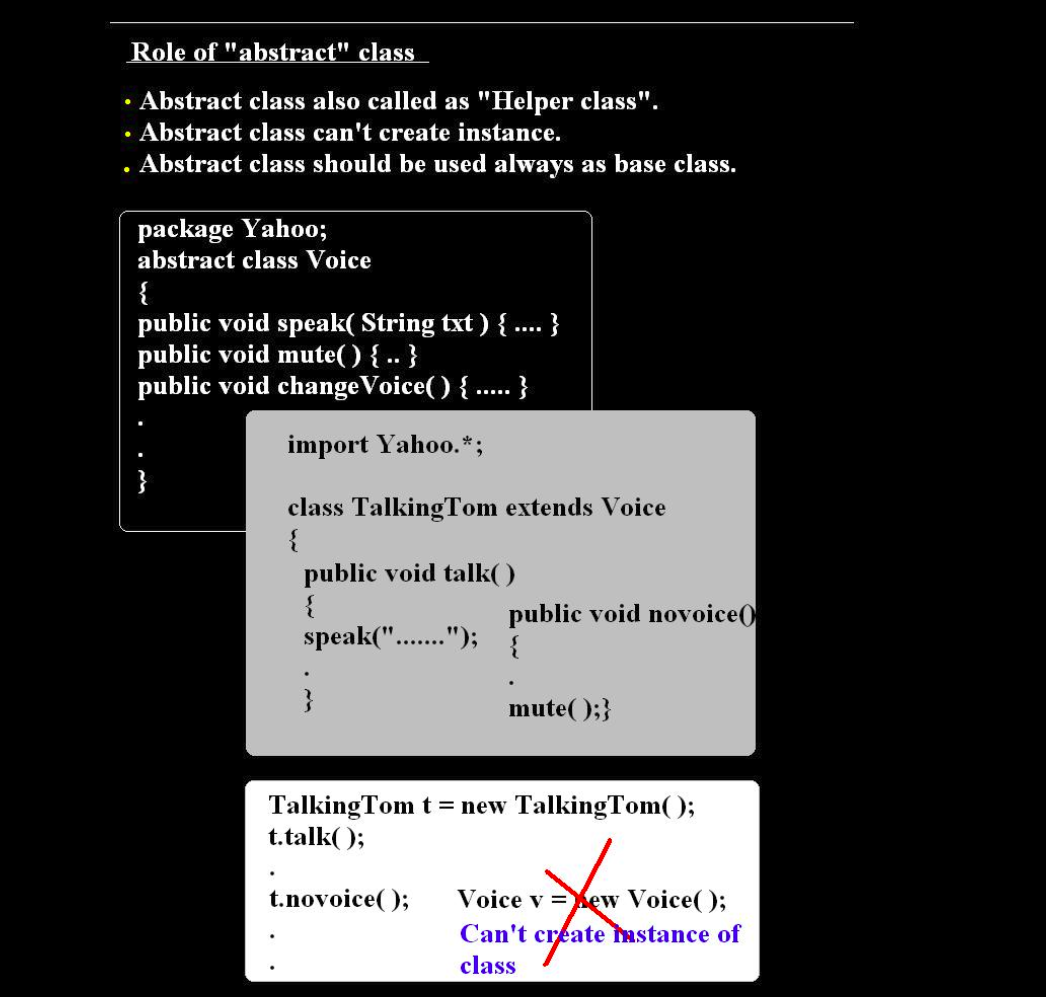 Role of "abstract" class
• Abstract class also called as "Helper class".
• Abstract class can't create instance.
• Abstract class should be used always as base class.
package Yahoo;
abstract class Voice
{
public void speak( String txt ) { .... }
public void mute( ) { .. }
public void changeVoice( ) { ..... }
.
.
}
import Yahoo.*;
class TalkingTom extends Voice
{
public void talk( )
{
speak(".......");
.
}
public void novoice()
{
.
mute( );}
TalkingTom t = new TalkingTom( );
t.talk( );
.
t.novoice( );
.
.
Voice v = new Voice( );
Can't create instance of
class